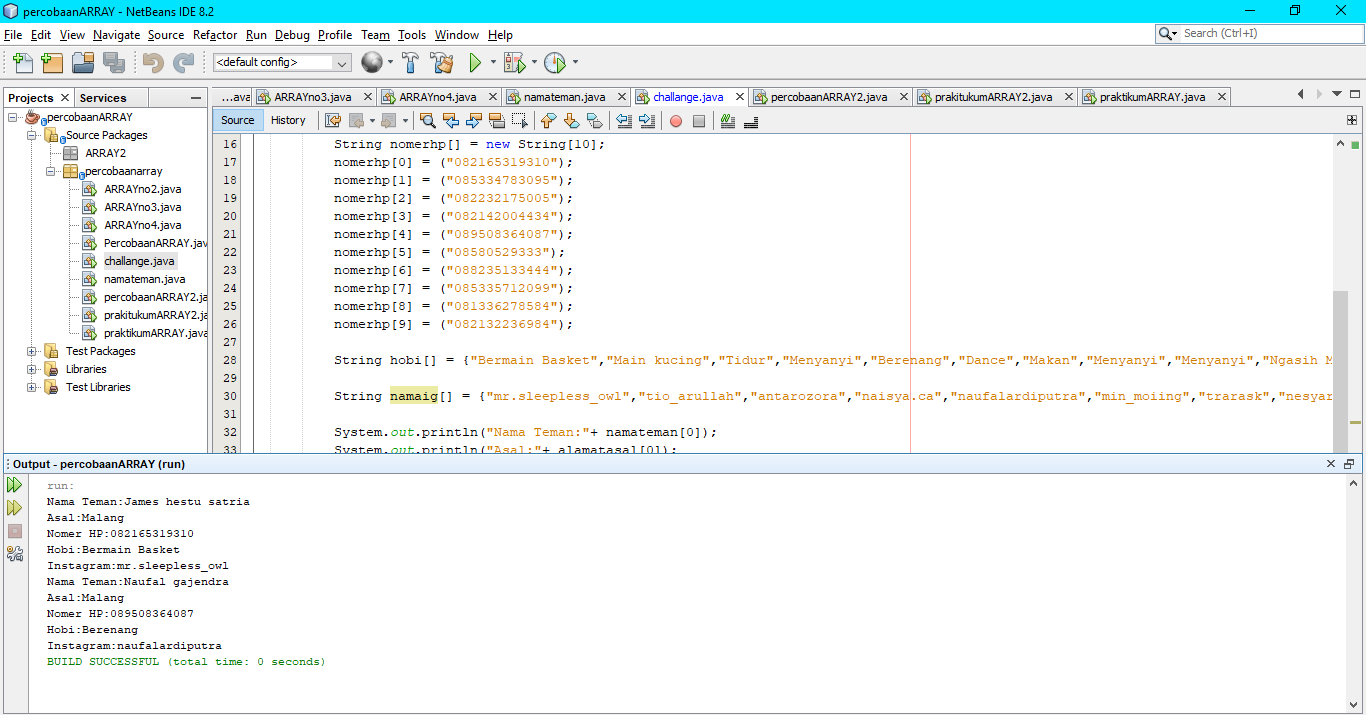 percobaanARRAY - NetBeans IDE 8.2
File Edit View Navigate Source Refactor Run Debug Profile Team Tools Window Help
Search (Ctrl+I)
<default config>
Projects Services
...ava ARRAYno3.java ARRAYno4.java namateman.java challange.java percobaanARRAY2.java prakitukumARRAY2.java praktikumARRAY.java
Source History
percobaanARRAY
Source Packages
ARRAY2
percobaanarray
ARRAYno2.java
ARRAYno3.java
ARRAYno4.java
PercobaanARRAY.jav
challange.java
namateman.java
percobaanARRAY2.ja
prakitukumARRAY2.ja
praktikumARRAY.java
Test Packages
Libraries
Test Libraries
16 String nomerhp[] = new String[10];
17 nomerhp[0] = ("082165319310");
18 nomerhp[1] = ("085334783095");
19 nomerhp[2] = ("082232175005");
20 nomerhp[3] = ("082142004434");
21 nomerhp[4] = ("089508364087");
22 nomerhp[5] = ("08580529333");
23 nomerhp[6] = ("088235133444");
24 nomerhp[7] = ("085335712099");
25 nomerhp[8] = ("081336278584");
26 nomerhp[9] = ("082132236984");
27
28 String hobi[] = {"Bermain Basket","Main kucing","Tidur","Menyanyi","Berenang","Dance","Makan","Menyanyi","Menyanyi","Ngasih M
29
30 String namaig[] = {"mr.sleepless_owl","tio_arullah","antarozora","naisya.ca","naufalardiputra","min_moiing","trarask","nesyar
31
32 System.out.println("Nama Teman:"+ namateman[0]);
33 System.out.println("Asal:"+ alamatasal[0]);
Output - percobaanARRAY (run)
run:
Nama Teman:James hestu satria
Asal:Malang
Nomer HP:082165319310
Hobi:Bermain Basket
Instagram:mr.sleepless_owl
Nama Teman:Naufal gajendra
Asal:Malang
Nomer HP:089508364087
Hobi:Berenang
Instagram:naufalardiputra
BUILD SUCCESSFUL (total time: 0 seconds)